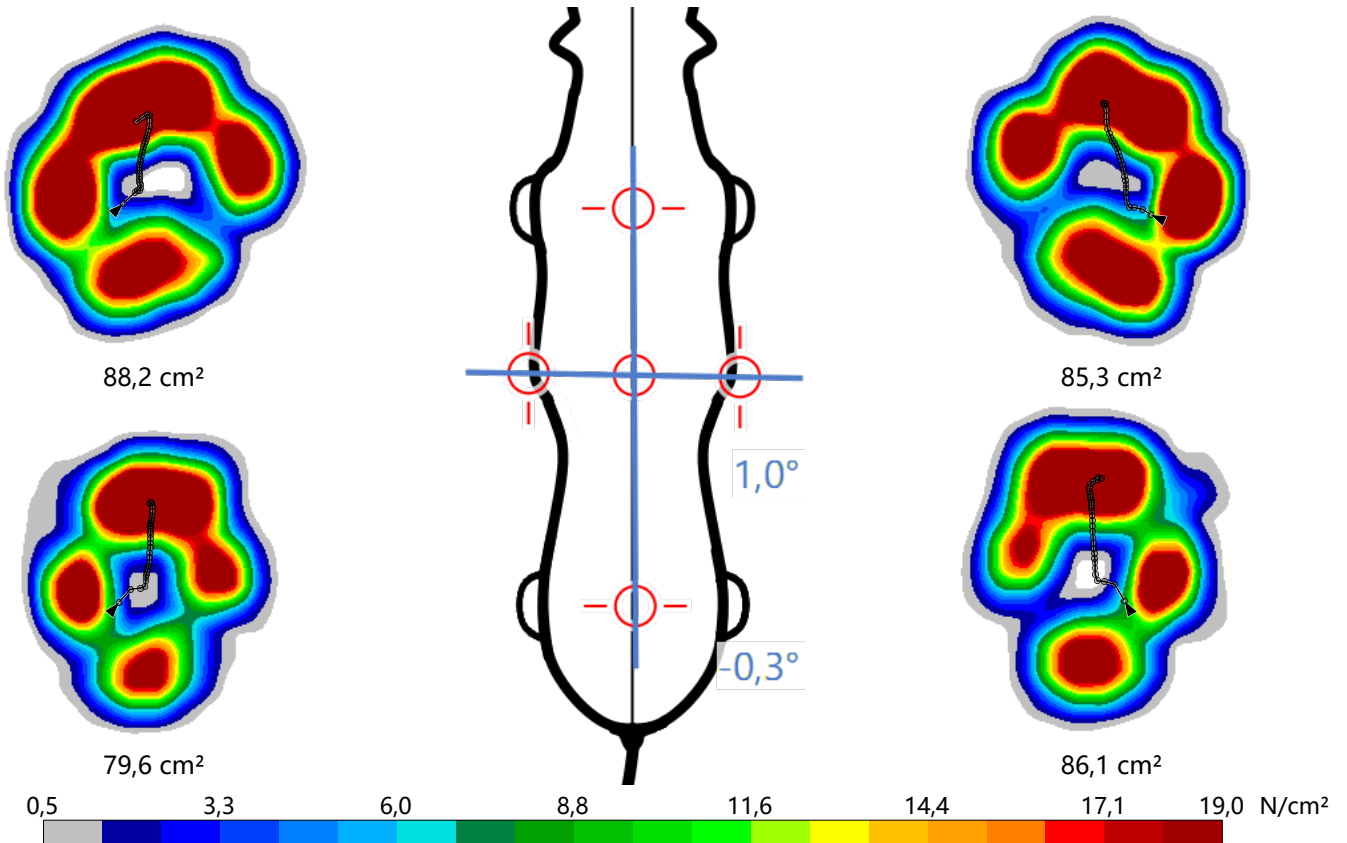 88,2 cm²
85,3 cm²
1,0°
-0,3°
79,6 cm²
86,1 cm²
0,5 3,3 6,0 8,8 11,6 14,4 17,1 19,0 N/cm²